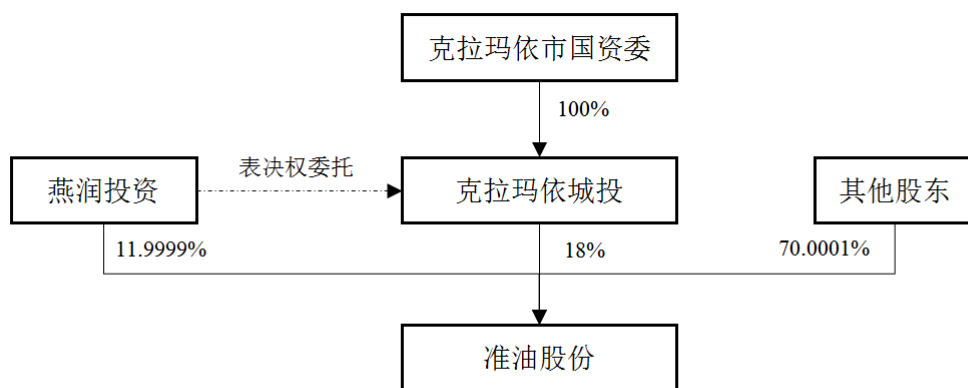 克拉玛依市国资委
100%
表决权委托
燕润投资
克拉玛依城投
其他股东
11.9999%
18%
70.0001%
准油股份